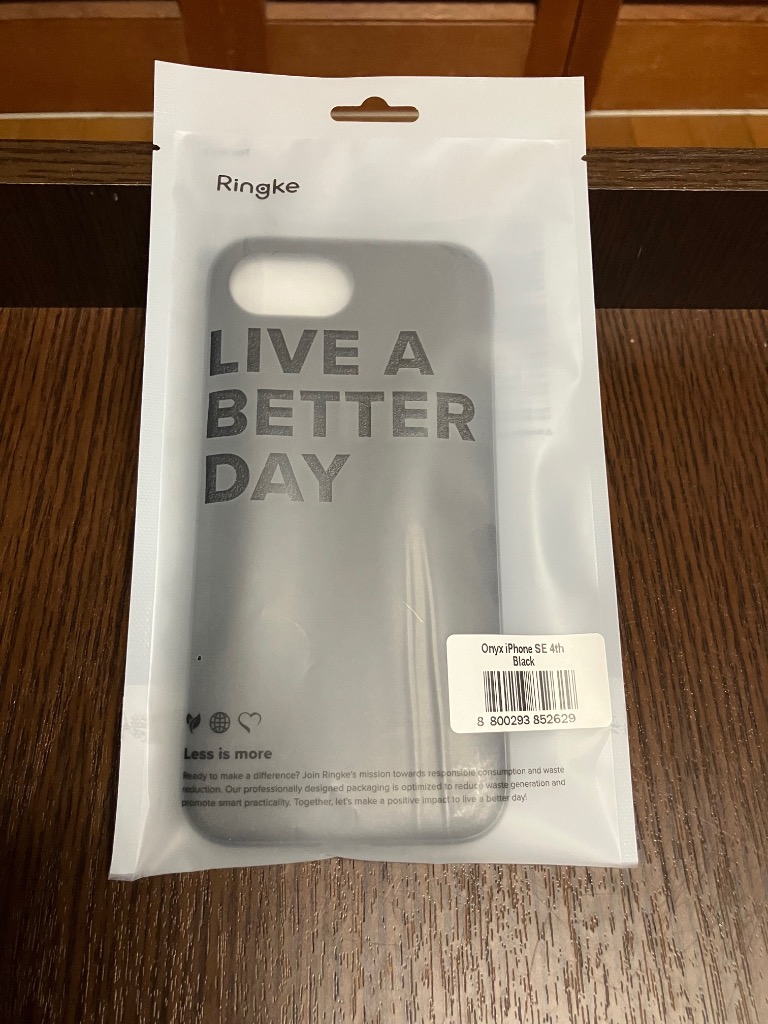 Ringke
LIVE A
BETTER
DAY
Onyx iPhone SE 4th
Black
8 800293 852629
Less is more
Ready to make a difference? Join Ringke's mission towards responsible consumption and waste
reduction. Our professionally designed packaging is optimized to reduce waste generation and
promote smart practicality. Together, let's make a positive impact to live a better day!